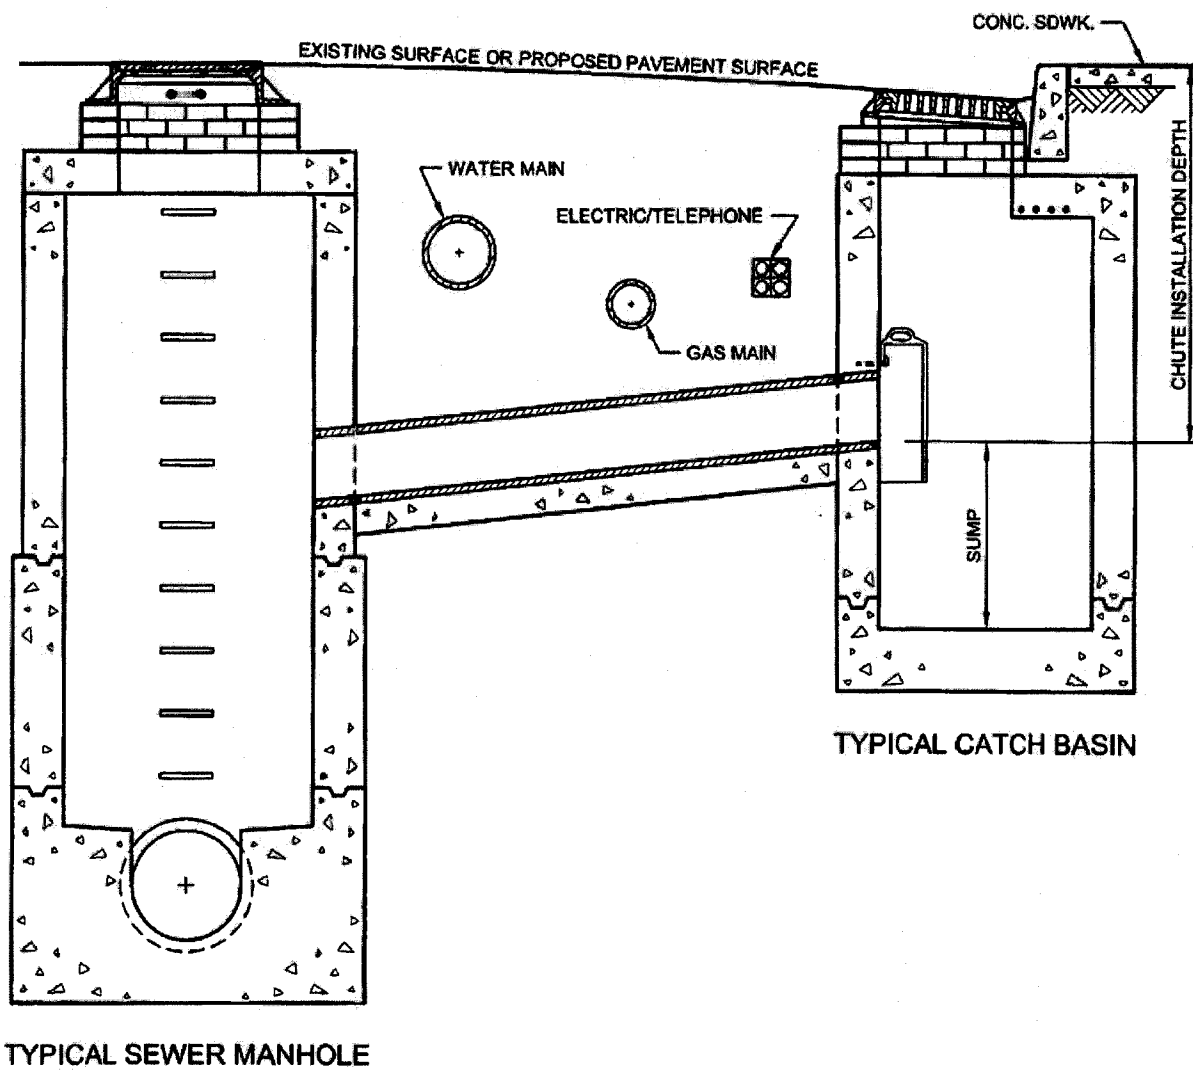 CONC. SDWK.
EXISTING SURFACE OR PROPOSED PAVEMENT SURFACE
WATER MAIN
ELECTRIC/TELEPHONE
GAS MAIN
CHUTE INSTALLATION DEPTH
SUMP
TYPICAL CATCH BASIN
TYPICAL SEWER MANHOLE